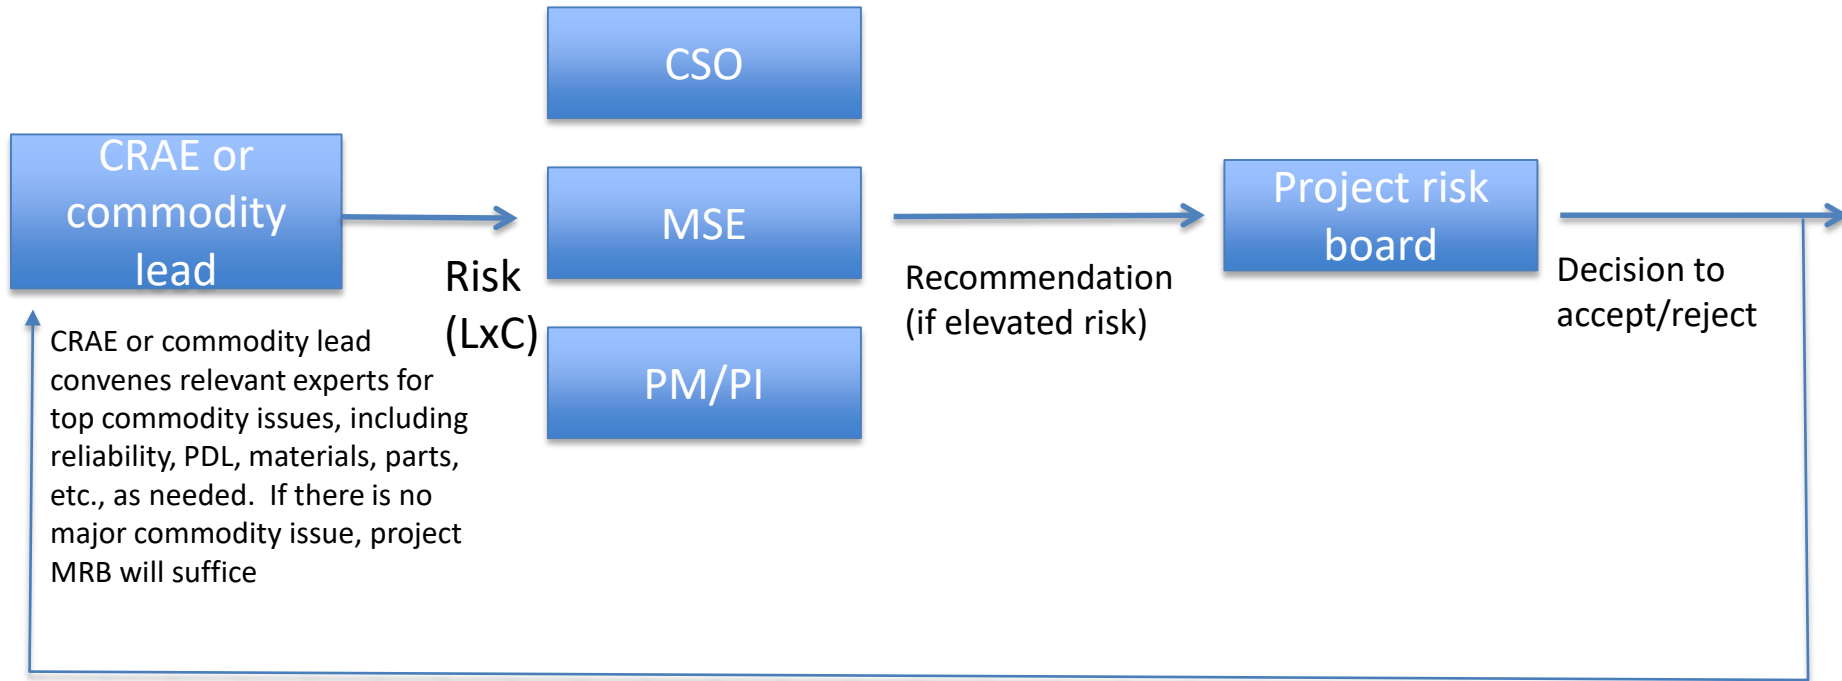 CSO
CRAE or
commodity
lead
MSE
Project risk
board
Risk
(LxC)
Recommendation
(if elevated risk)
Decision to
accept/reject
PM/PI
CRAE or commodity lead
convenes relevant experts for
top commodity issues, including
reliability, PDL, materials, parts,
etc., as needed.  If there is no
major commodity issue, project
MRB will suffice